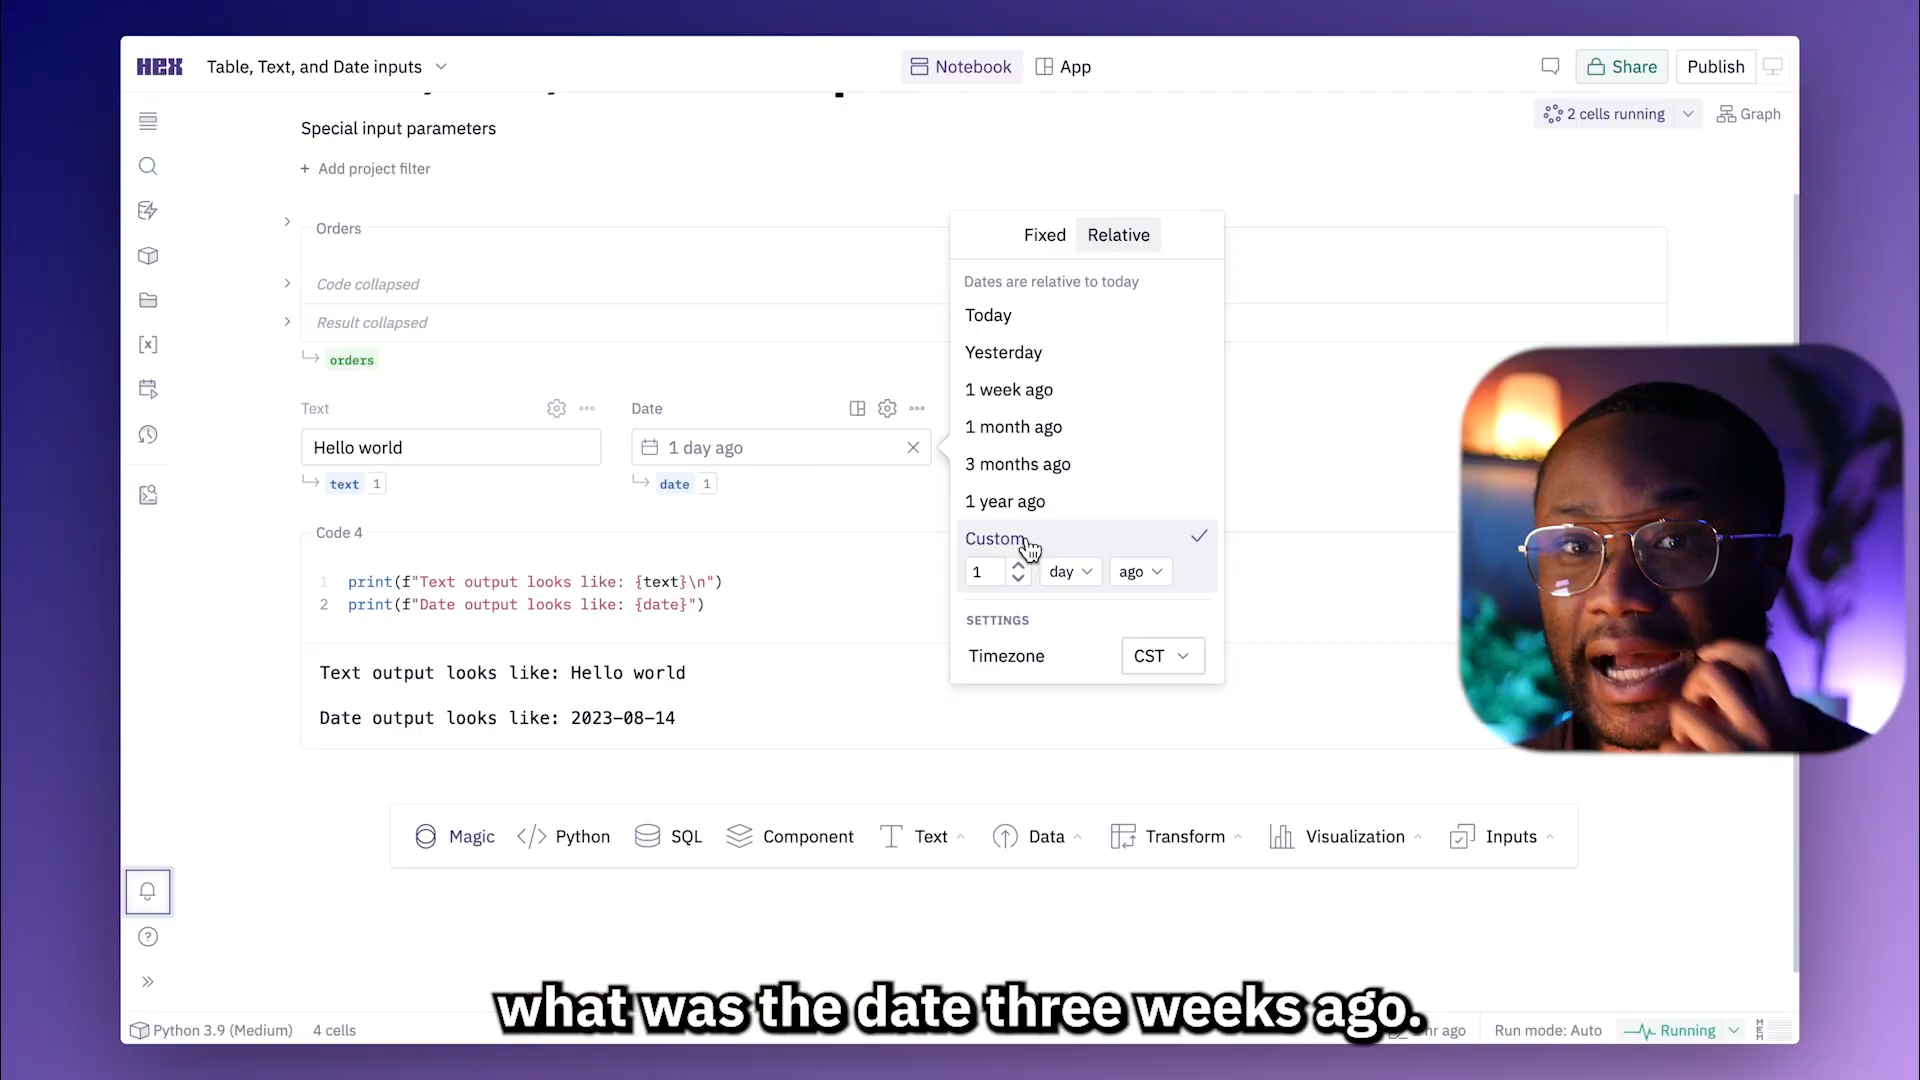 HEX
Table, Text, and Date inputs
Notebook
App
Share
Publish
2 cells running
Graph
Special input parameters
+ Add project filter
Orders
Code collapsed
Result collapsed
orders
Text
Hello world
text 1
Date
1 day ago
date 1
Fixed
Relative
Dates are relative to today
Today
Yesterday
1 week ago
1 month ago
3 months ago
1 year ago
Custom
1 day ago
SETTINGS
Timezone CST
Code 4
1 print(f"Text output looks like: {text}\n")
2 print(f"Date output looks like: {date}")
Text output looks like: Hello world
Date output looks like: 2023-08-14
Magic
Python
SQL
Component
Text
Data
Transform
Visualization
Inputs
what was the date three weeks ago.
Python 3.9 (Medium)
4 cells
hr ago
Run mode: Auto
Running
MEM